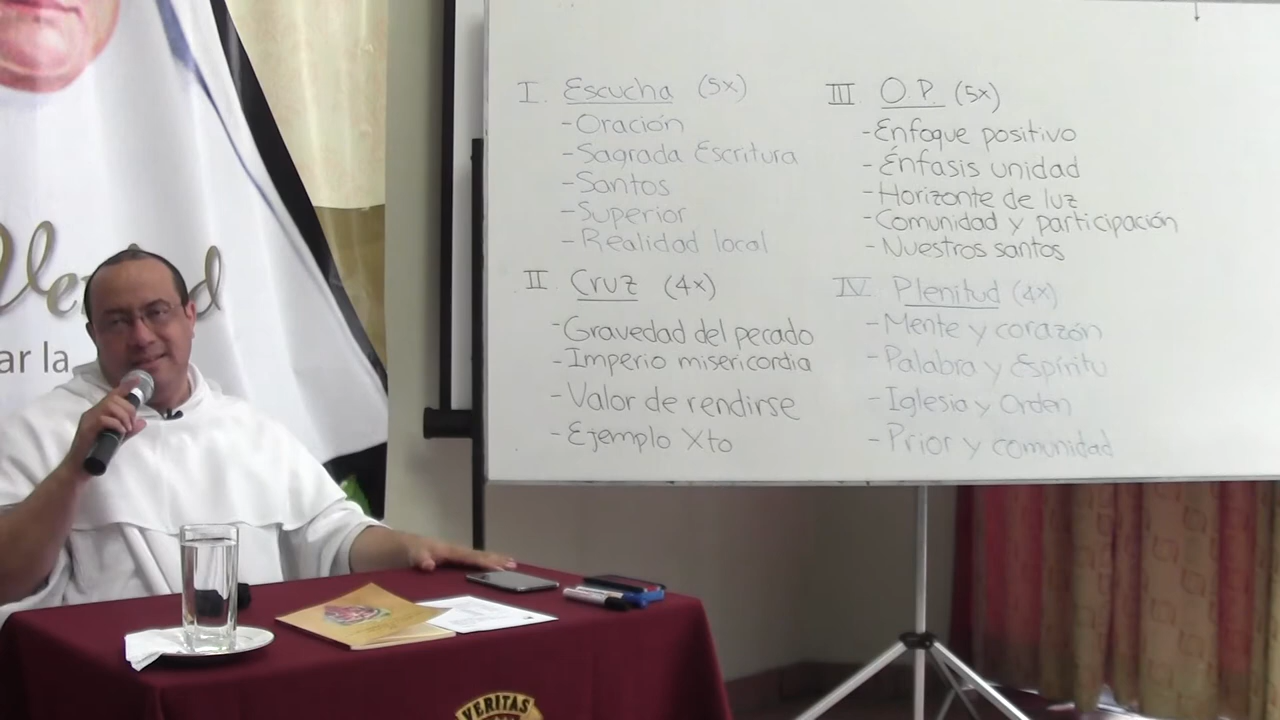 I. Escucha (5x)
-Oración
-Sagrada Escritura
-Santos
-Superior
-Realidad local
II Cruz (4x)
-Gravedad del pecado
-Imperio misericordia
-Valor de rendirse
-Ejemplo Xto
III O.P. (5x)
-Enfoque positivo
-Énfasis unidad
-Horizonte de luz
-Comunidad y participación
-Nuestros santos
IV. Plenitud (4x)
-Mente y corazón
-Palabra y Espíritu
-Iglesia y Orden
-Prior y comunidad
ar la
VERITAS